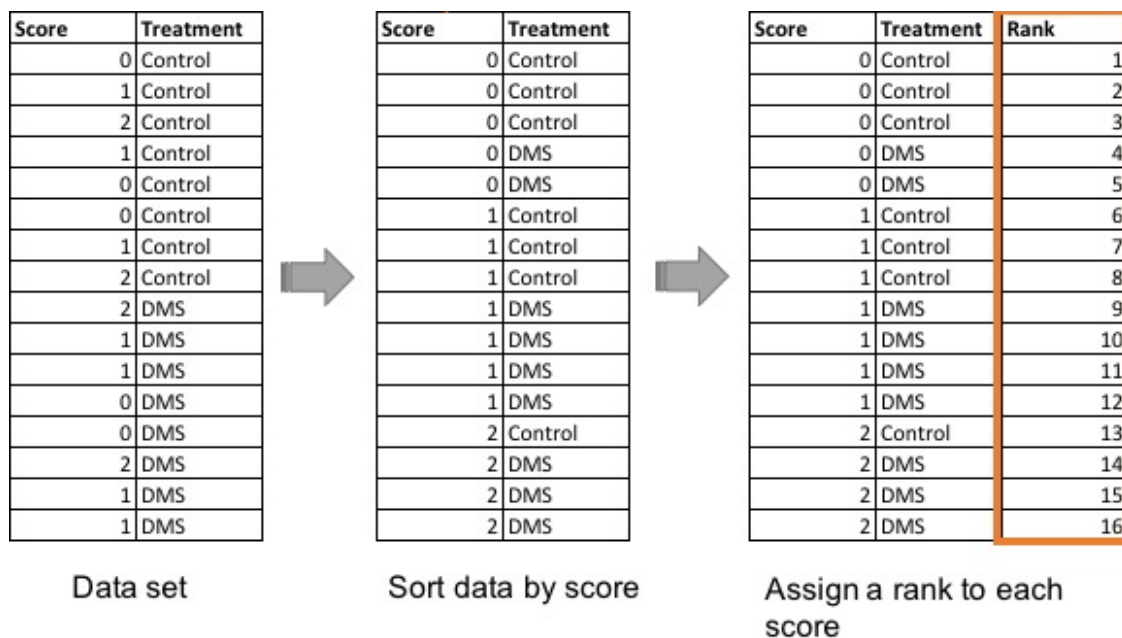 Score Treatment
0 Control
1 Control
2 Control
1 Control
0 Control
0 Control
1 Control
2 Control
2 DMS
1 DMS
1 DMS
0 DMS
0 DMS
2 DMS
1 DMS
1 DMS
Data set
Score Treatment
0 Control
0 Control
0 Control
0 DMS
0 DMS
1 Control
1 Control
1 Control
1 DMS
1 DMS
1 DMS
1 DMS
2 Control
2 DMS
2 DMS
2 DMS
Sort data by score
Score Treatment Rank
0 Control 1
0 Control 2
0 Control 3
0 DMS 4
0 DMS 5
1 Control 6
1 Control 7
1 Control 8
1 DMS 9
1 DMS 10
1 DMS 11
1 DMS 12
2 Control 13
2 DMS 14
2 DMS 15
2 DMS 16
Assign a rank to each
score